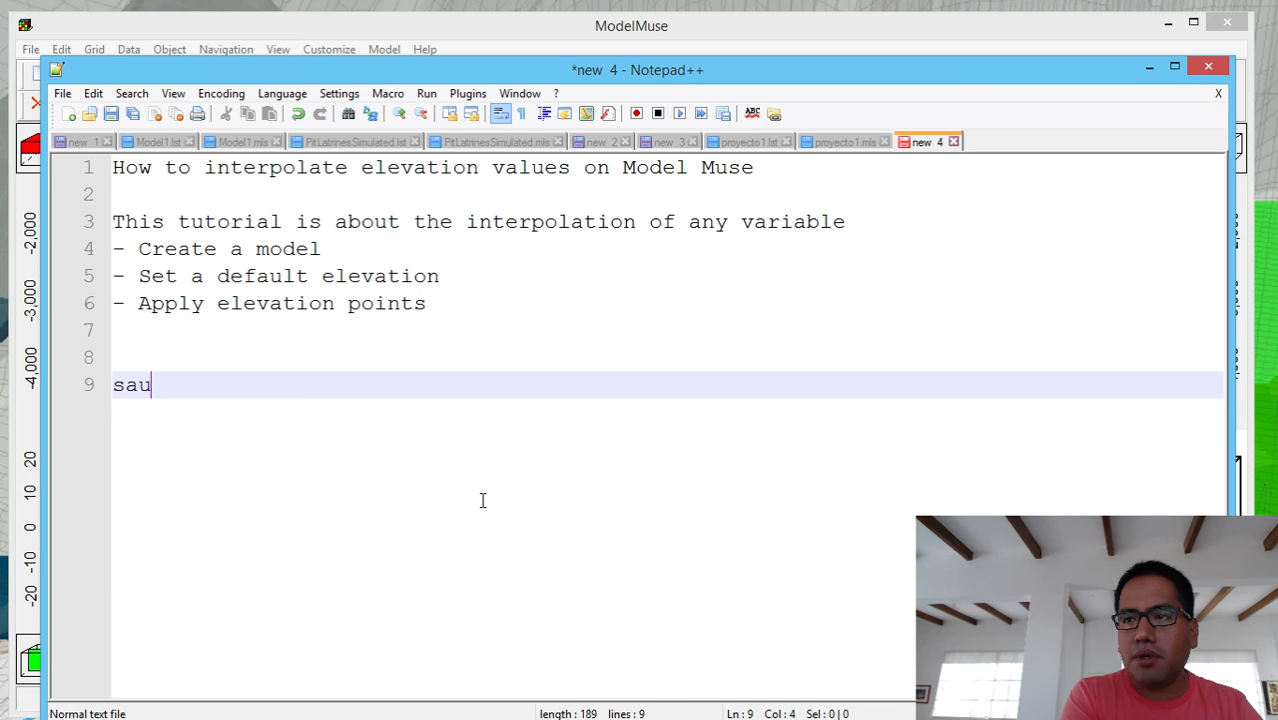 ModelMuse
File Edit Grid Data Object Navigation View Customize Model Help
*new 4 - Notepad++
File Edit Search View Encoding Language Settings Macro Run Plugins Window ? X
new 1 Model1.lst Model1.mls PitLatrinesSimulated.lst PitLatrinesSimulated.mls new 2 new 3 proyecto1.lst proyecto1.mls new 4
1 How to interpolate elevation values on Model Muse
2
3 This tutorial is about the interpolation of any variable
4 - Create a model
5 - Set a default elevation
6 - Apply elevation points
7
8
9 sau
-2,000
-3,000
-4,000
20
10
0
-10
-20
Normal text file length : 189 lines : 9 Ln : 9 Col : 4 Sel : 0 | 0